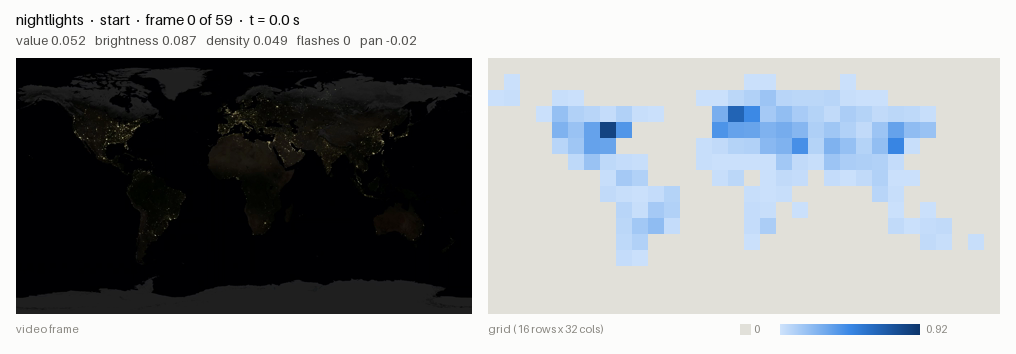 nightlights · start · frame 0 of 59 · t = 0.0 s
value 0.052 brightness 0.087 density 0.049 flashes 0 pan -0.02
video frame
grid (16 rows x 32 cols)
0
0.92